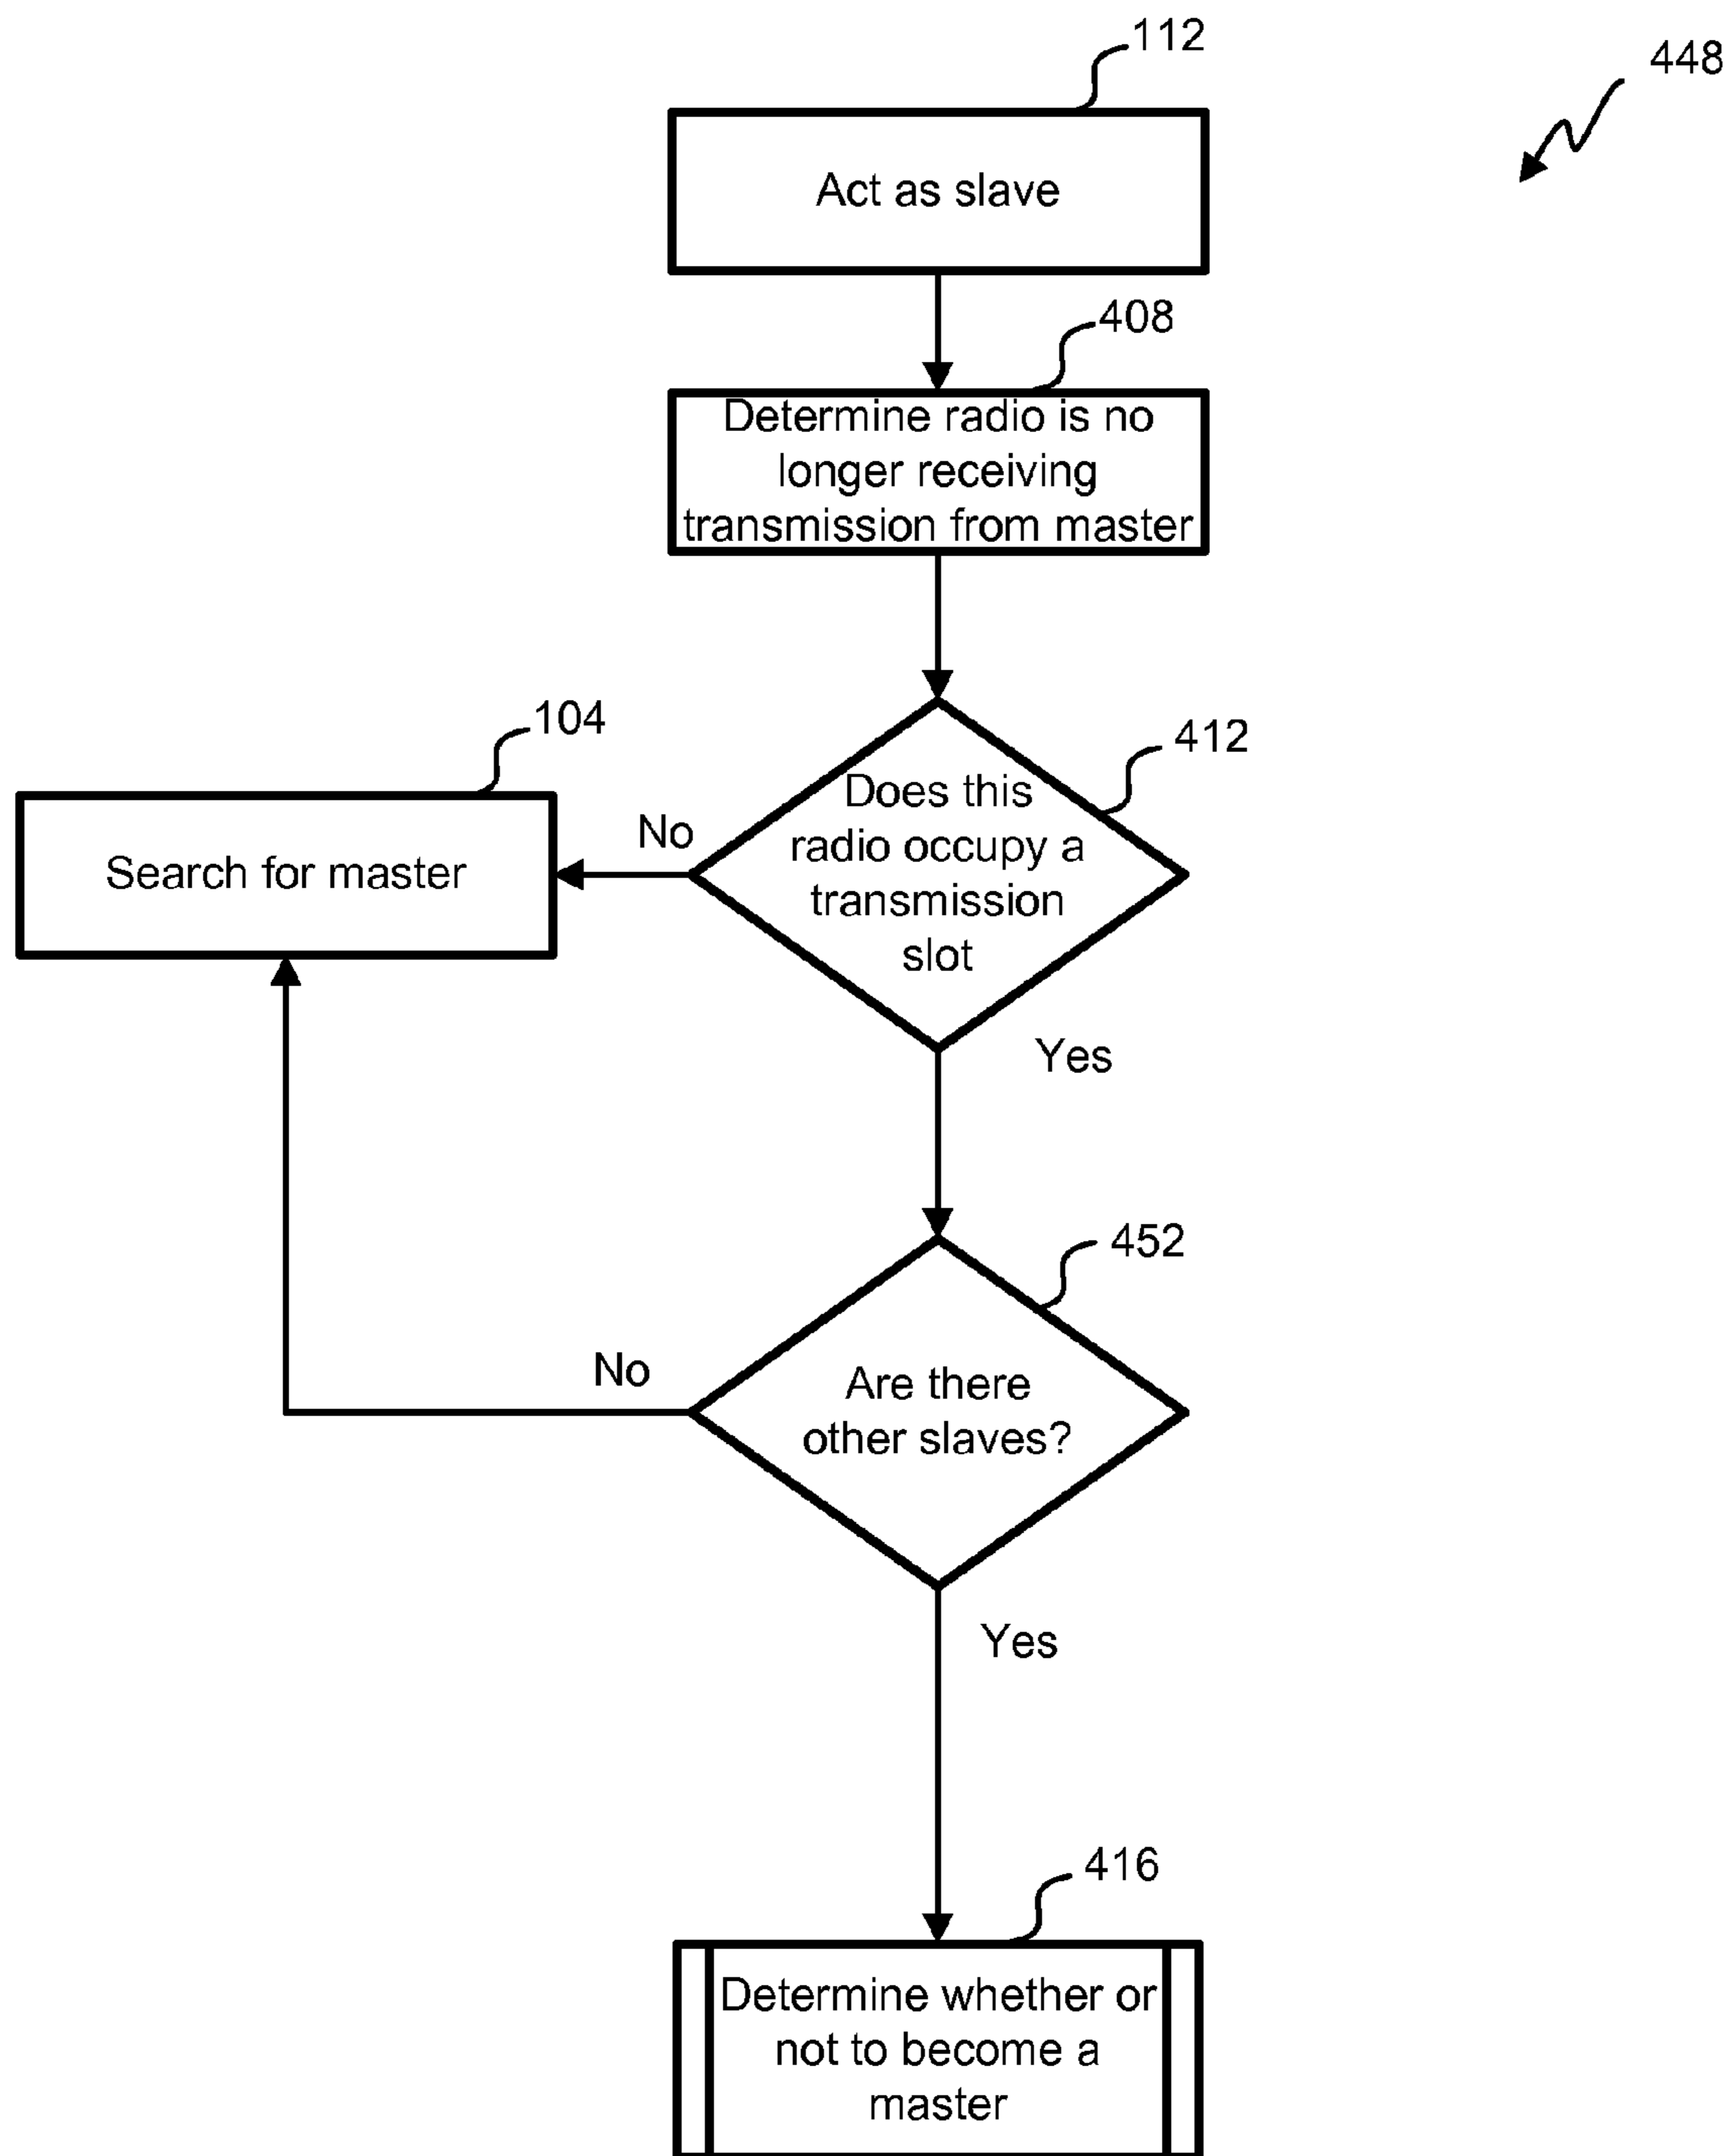 112
448
Act as slave
408
Determine radio is no
longer receiving
transmission from master
104
412
Does this
radio occupy a
transmission
slot
No
Search for master
Yes
452
No
Are there
other slaves?
Yes
416
Determine whether or
not to become a
master